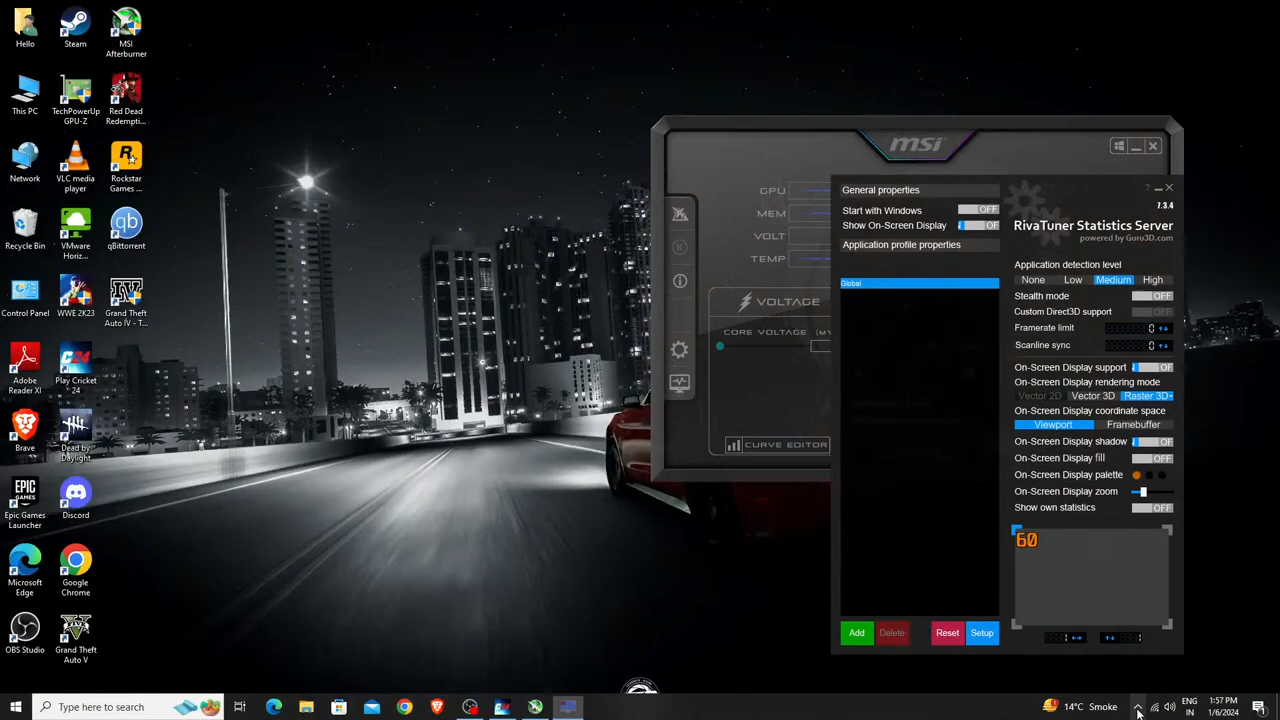 Hello
Steam
MSI
Afterburner
This PC
TechPowerUp
GPU-Z
Red Dead
Redempti...
Network
VLC media
player
Rockstar
Games ...
Recycle Bin
VMware
Horiz...
qBittorrent
Control Panel
WWE 2K23
Grand Theft
Auto IV - T...
Adobe
Reader XI
Play Cricket
24
Brave
Dead by
Daylight
Epic Games
Launcher
Discord
Microsoft
Edge
Google
Chrome
OBS Studio
Grand Theft
Auto V
msi
GPU
MEM
VOLT
TEMP
VOLTAGE
CORE VOLTAGE (MV
CURVE EDITOR
General properties
Start with Windows OFF
Show On-Screen Display OF
Application profile properties
Global
Add
Delete
Reset
Setup
7.3.4
RivaTuner Statistics Server
powered by Guru3D.com
Application detection level
None Low Medium High
Stealth mode OFF
Custom Direct3D support OFF
Framerate limit 0
Scanline sync 0
On-Screen Display support OF
On-Screen Display rendering mode
Vector 2D Vector 3D Raster 3D
On-Screen Display coordinate space
Viewport Framebuffer
On-Screen Display shadow OF
On-Screen Display fill OFF
On-Screen Display palette
On-Screen Display zoom
Show own statistics OFF
60
Type here to search
14°C Smoke
ENG
IN
1:57 PM
1/6/2024